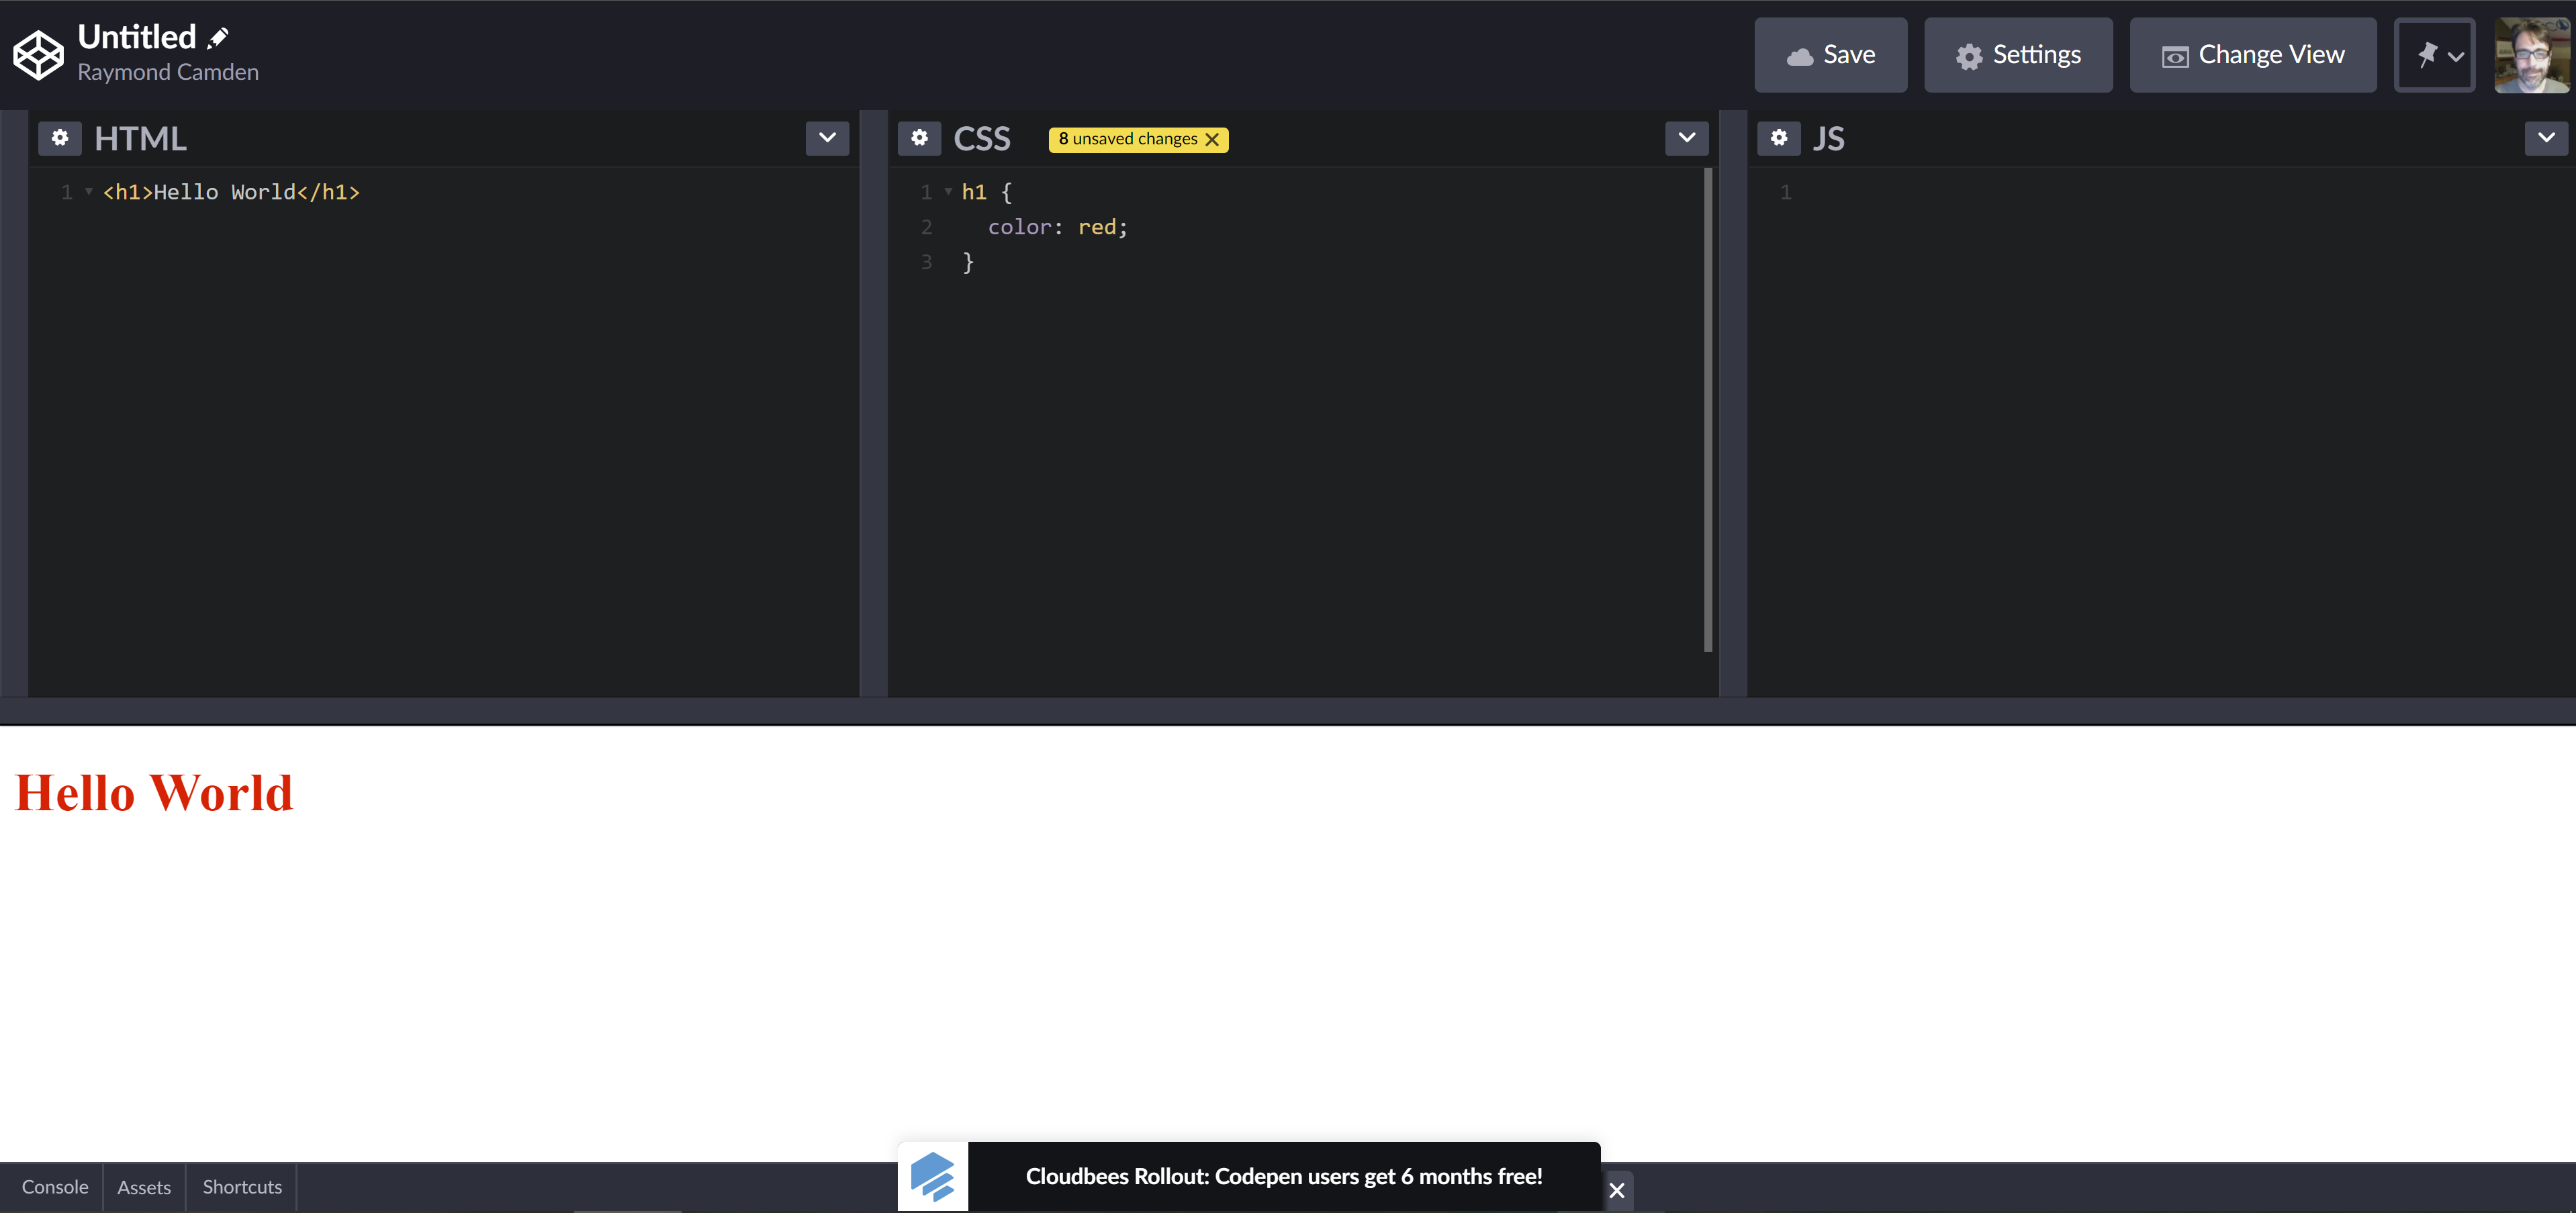 Untitled
Raymond Camden
Save
Settings
Change View
HTML
1 <h1>Hello World</h1>
CSS
8 unsaved changes
1 h1 {
2 color: red;
3 }
JS
1
Hello World
Console
Assets
Shortcuts
Cloudbees Rollout: Codepen users get 6 months free!